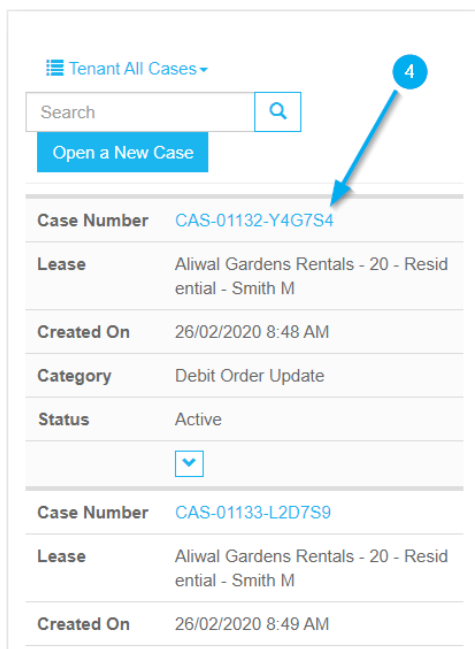 Tenant All Cases
4
Search
Open a New Case
Case Number CAS-01132-Y4G7S4
Lease Aliwal Gardens Rentals - 20 - Resid
ential - Smith M
Created On 26/02/2020 8:48 AM
Category Debit Order Update
Status Active
Case Number CAS-01133-L2D7S9
Lease Aliwal Gardens Rentals - 20 - Resid
ential - Smith M
Created On 26/02/2020 8:49 AM